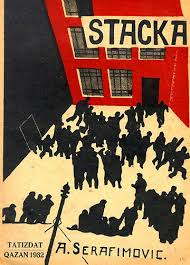 STACKA
TATIZDAT
QAZAN 1932
A. SERAFIMOVIC.